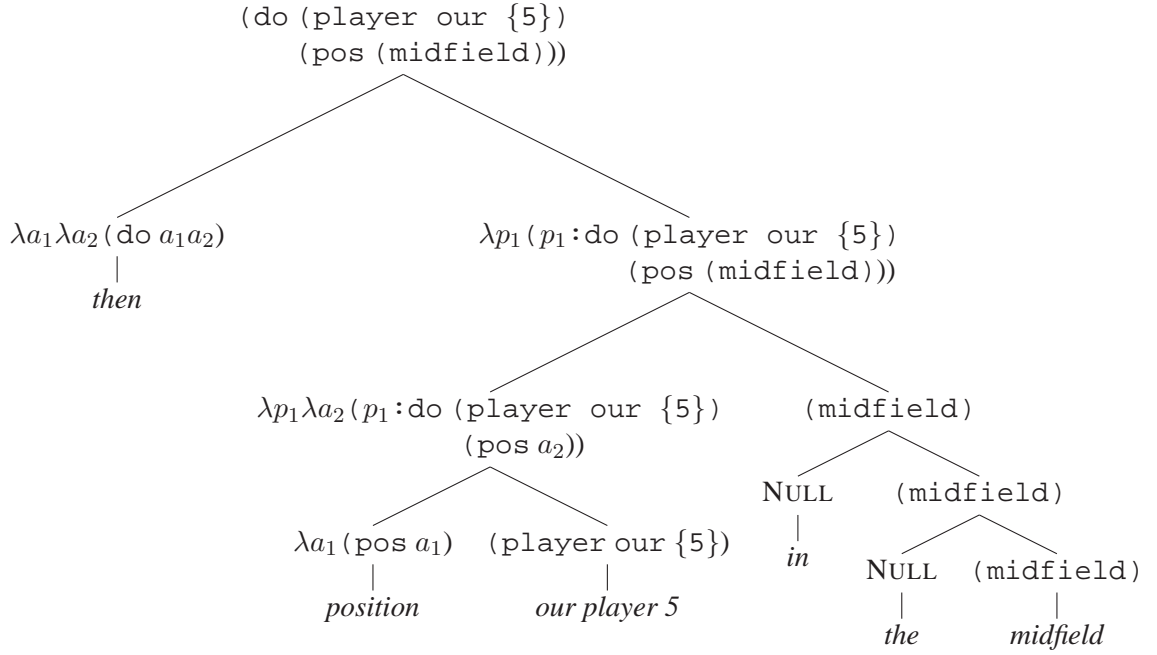 (do (player our {5})
(pos (midfield)))
λa₁λa₂(do a₁a₂)
then
λp₁(p₁:do (player our {5})
(pos (midfield)))
λp₁λa₂(p₁:do (player our {5})
(pos a₂))
(midfield)
NULL
(midfield)
in
λa₁(pos a₁)
(player our {5})
NULL
(midfield)
position
our player 5
the
midfield